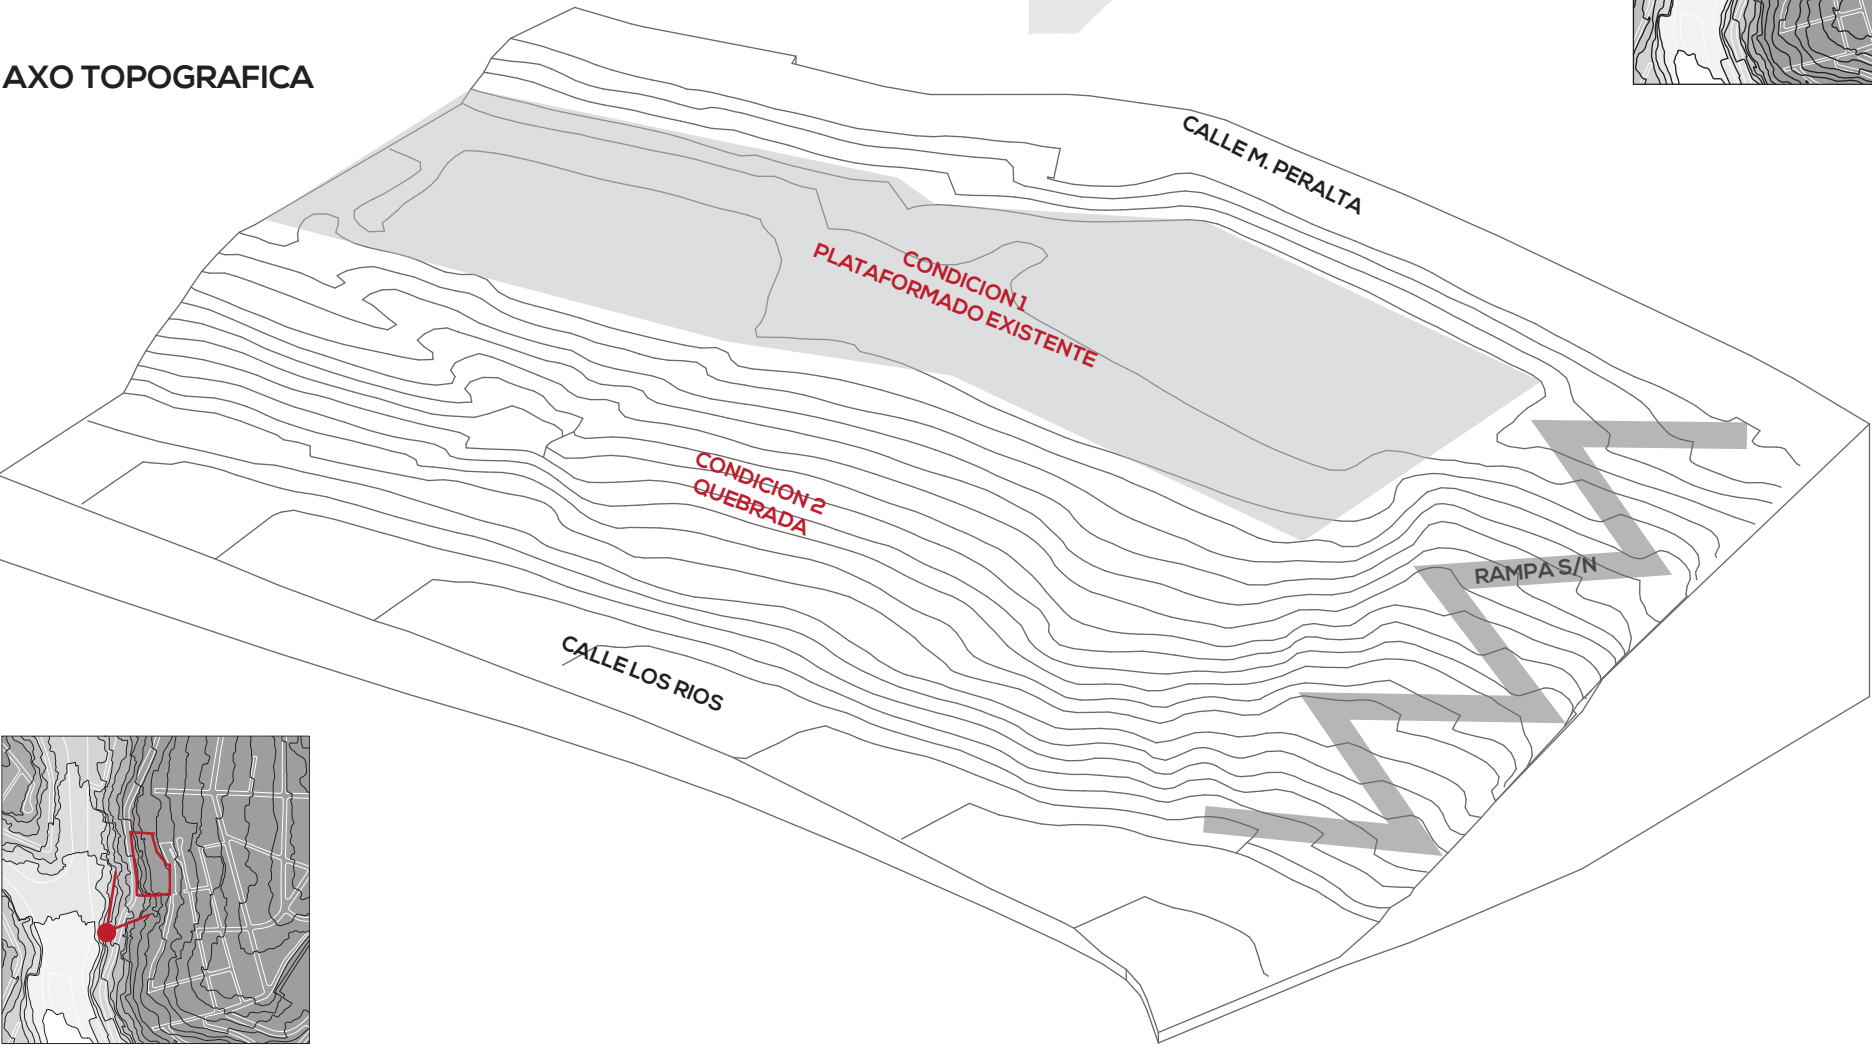 AXO TOPOGRAFICA
CALLE M. PERALTA
CONDICION 1
PLATAFORMADO EXISTENTE
CONDICION 2
QUEBRADA
RAMPA S/N
CALLE LOS RIOS